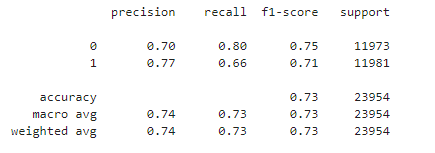 precision recall f1-score support
0 0.70 0.80 0.75 11973
1 0.77 0.66 0.71 11981
accuracy 0.73 23954
macro avg 0.74 0.73 0.73 23954
weighted avg 0.74 0.73 0.73 23954